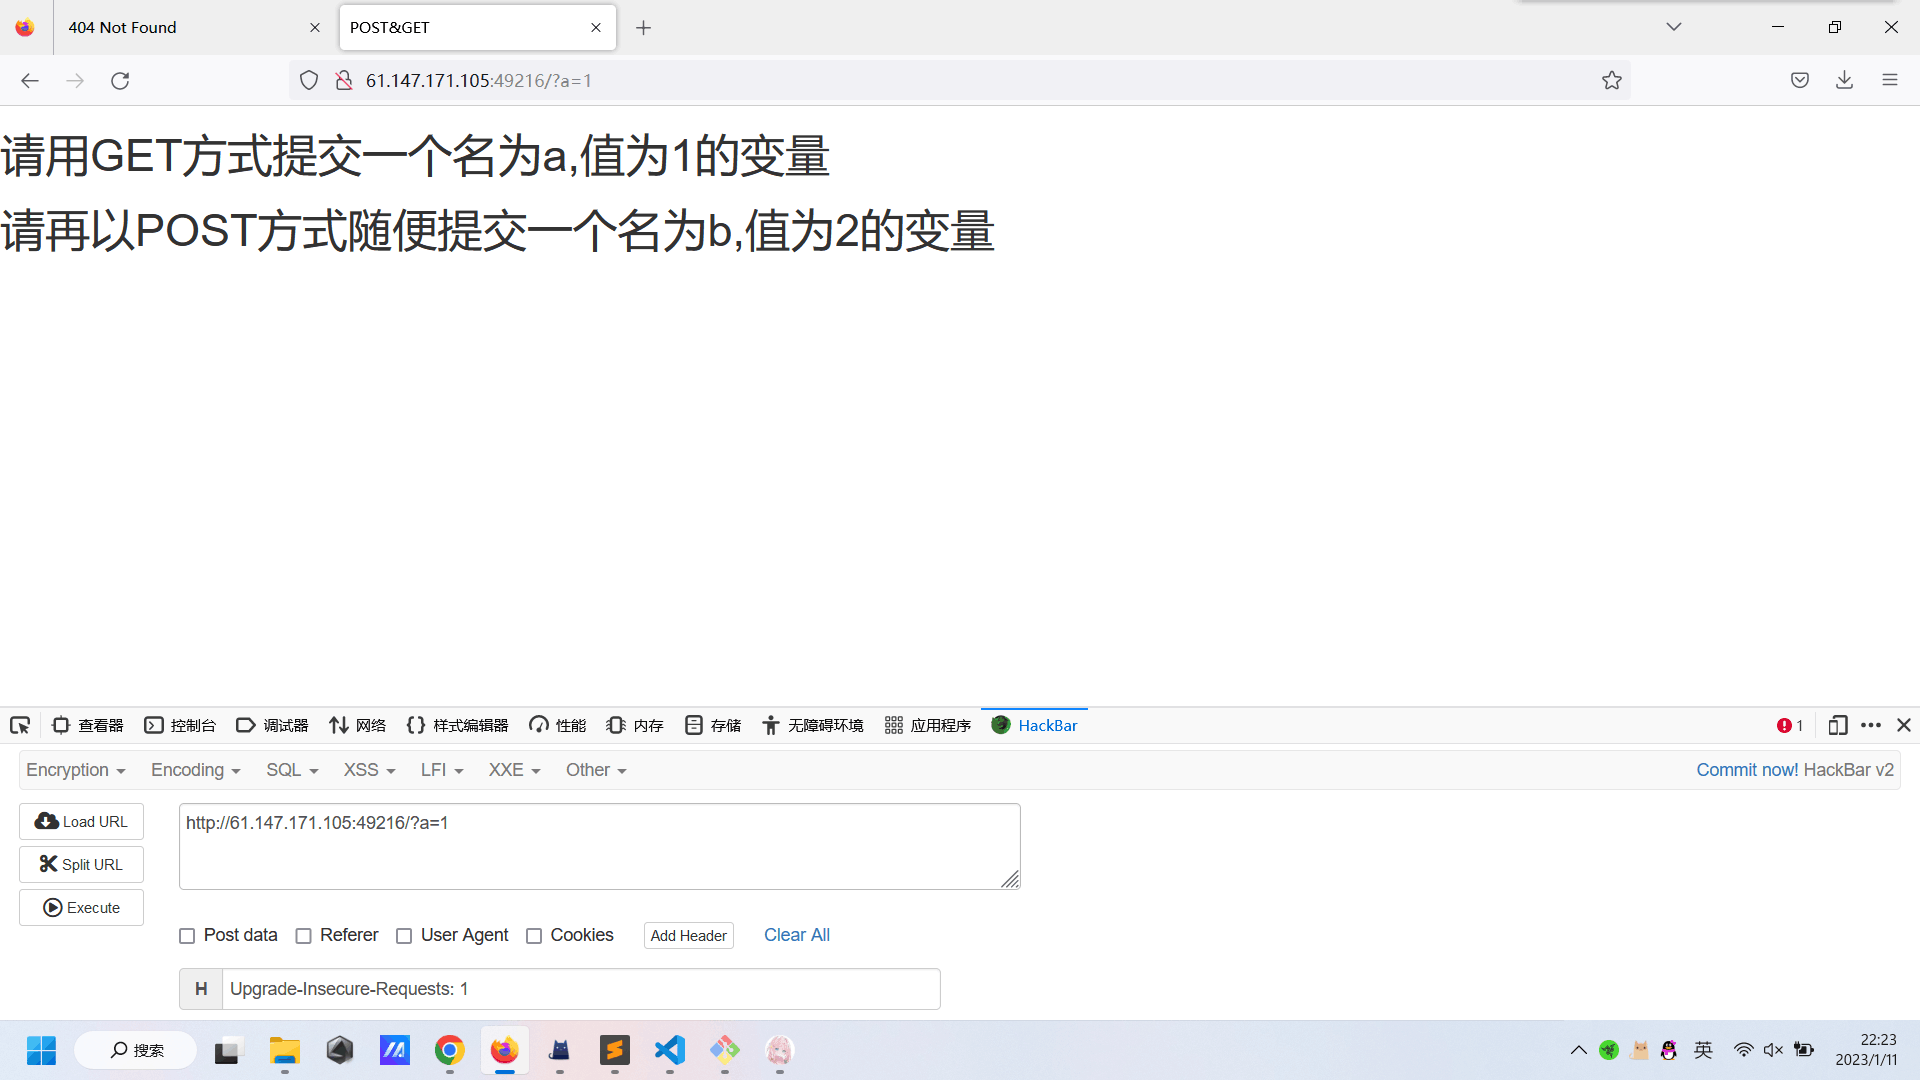 404 Not Found
POST&GET
61.147.171.105:49216/?a=1
请用GET方式提交一个名为a,值为1的变量
请再以POST方式随便提交一个名为b,值为2的变量
查看器 控制台 调试器 网络 样式编辑器 性能 内存 存储 无障碍环境 应用程序 HackBar 1
Encryption Encoding SQL XSS LFI XXE Other Commit now! HackBar v2
Load URL
http://61.147.171.105:49216/?a=1
Split URL
Execute
Post data Referer User Agent Cookies Add Header Clear All
H Upgrade-Insecure-Requests: 1
搜索
英
22:23
2023/1/11